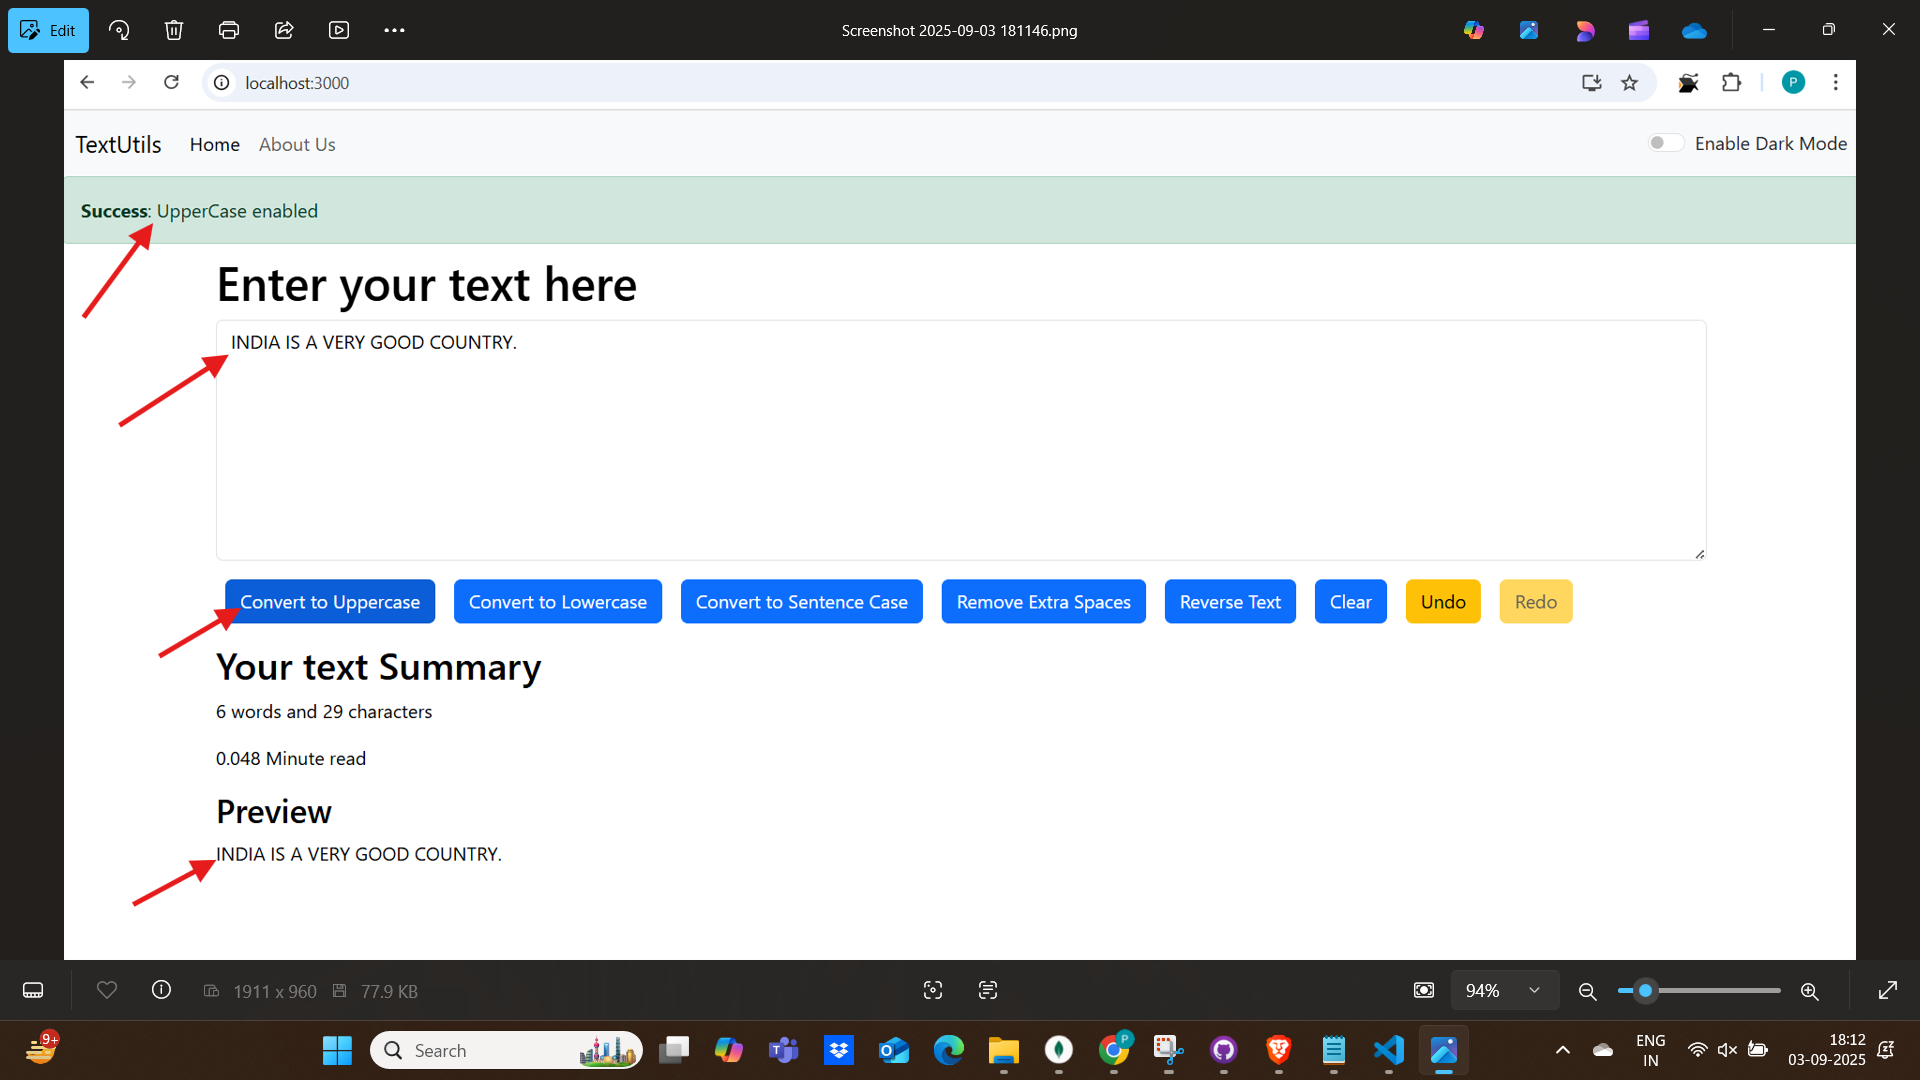 Edit
Screenshot 2025-09-03 181146.png
localhost:3000
P
TextUtils Home About Us Enable Dark Mode
Success: UpperCase enabled
Enter your text here
INDIA IS A VERY GOOD COUNTRY.
Convert to Uppercase Convert to Lowercase Convert to Sentence Case Remove Extra Spaces Reverse Text Clear Undo Redo
Your text Summary
6 words and 29 characters
0.048 Minute read
Preview
INDIA IS A VERY GOOD COUNTRY.
1911 x 960 77.9 KB 94%
9+ Search P ENG 18:12
IN 03-09-2025